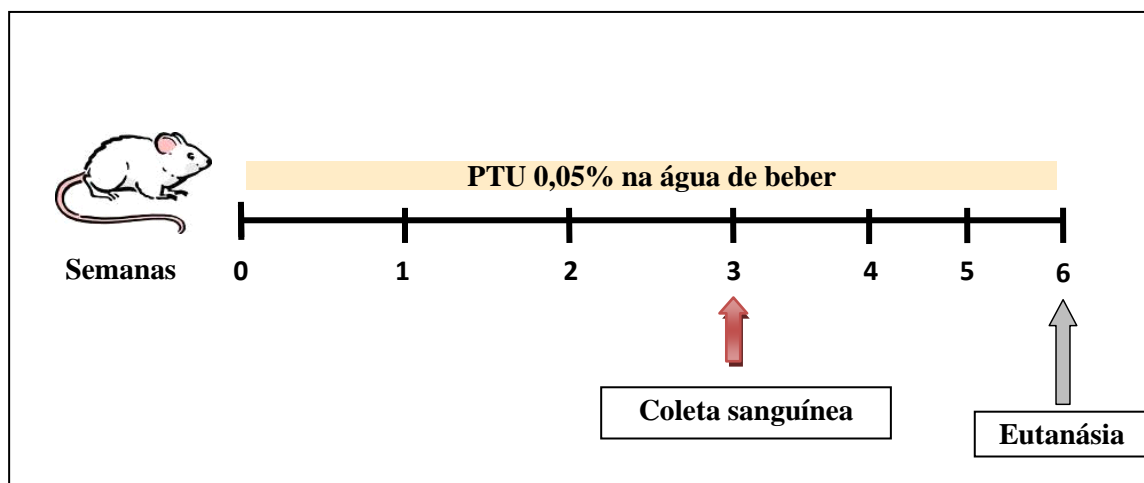 PTU 0,05% na água de beber
Semanas 0 1 2 3 4 5 6
Coleta sanguínea
Eutanásia